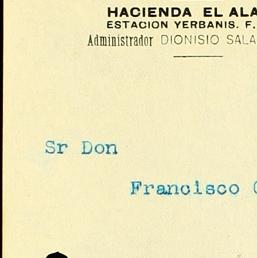 HACIENDA EL ALA
ESTACION YERBANIS. F.
Administrador DIONISIO SALA
Sr Don
Francisco